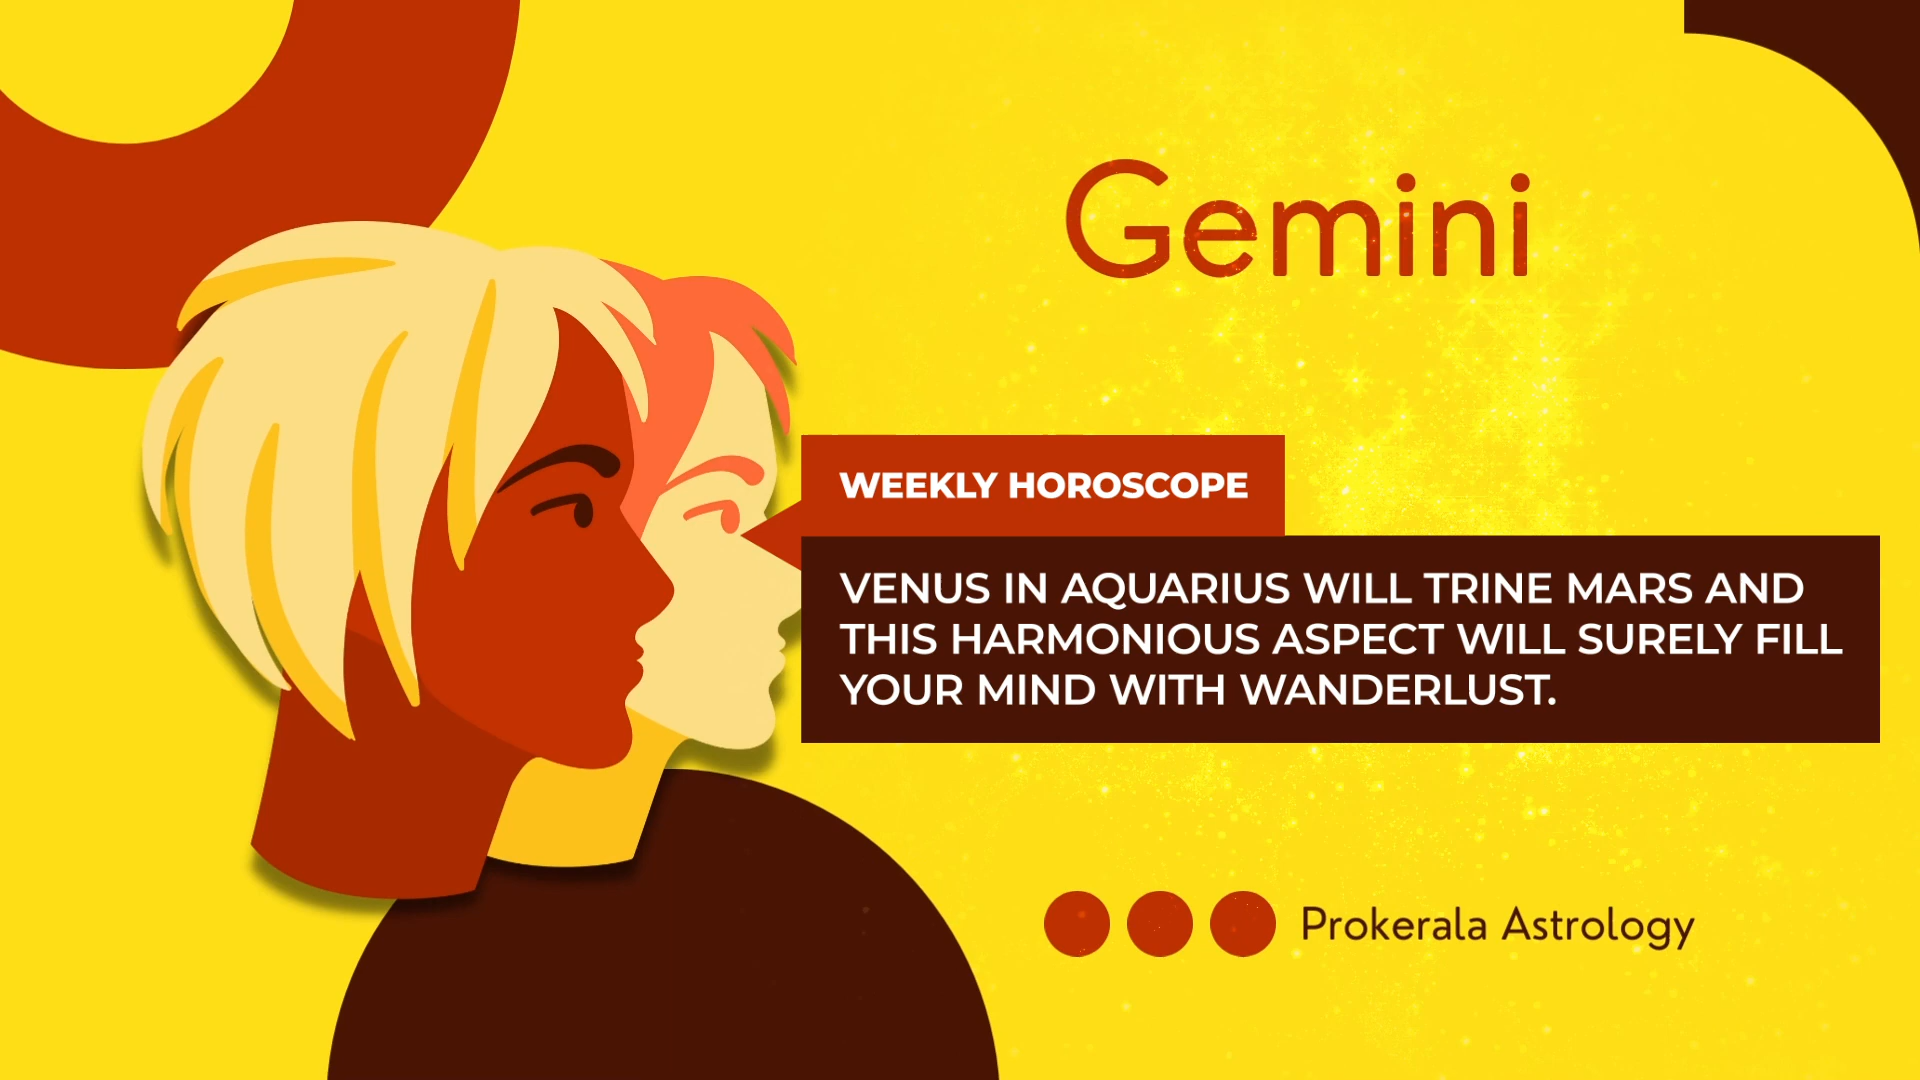 Gemini
WEEKLY HOROSCOPE
VENUS IN AQUARIUS WILL TRINE MARS AND
THIS HARMONIOUS ASPECT WILL SURELY FILL
YOUR MIND WITH WANDERLUST.
Prokerala Astrology